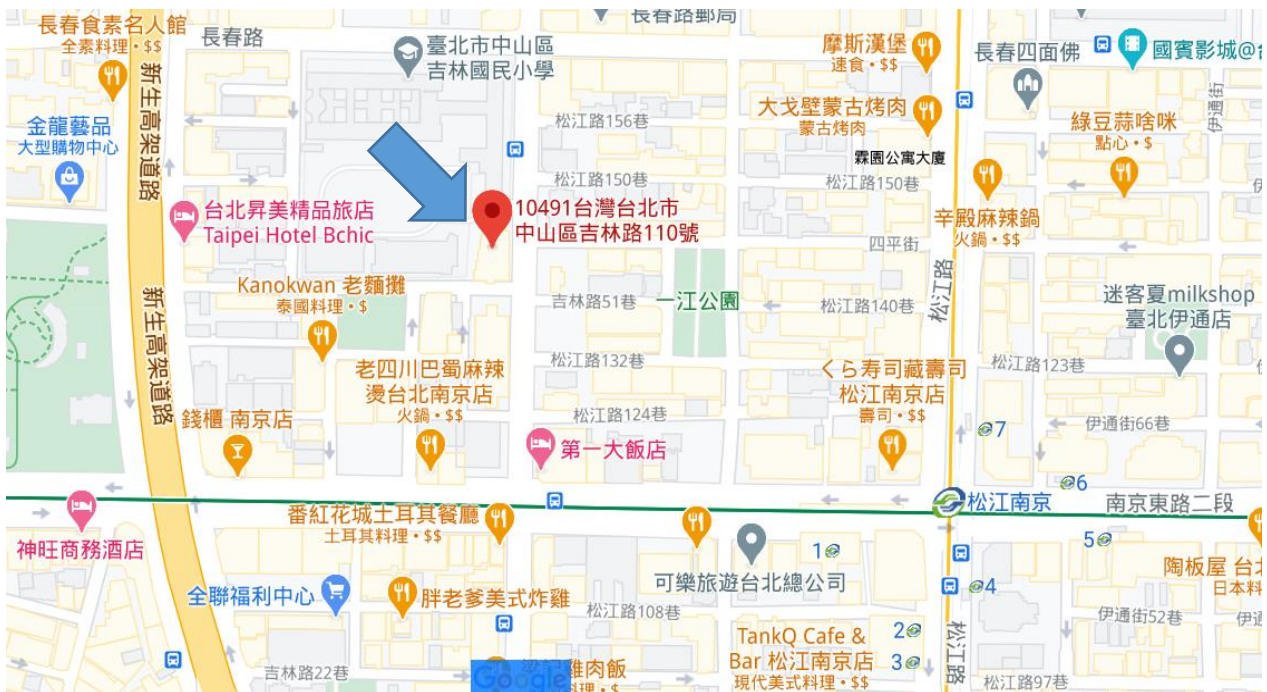 長春食素名人館
全素料理・$$
長春路
臺北市中山區
吉林國民小學
長春路郵局
摩斯漢堡
速食・$$
長春四面佛
國賓影城@台
新生高架道路
金龍藝品
大型購物中心
松江路156巷
大戈壁蒙古烤肉
蒙古烤肉
霖園公寓大廈
綠豆蒜啥咪
點心・$
伊通街
松江路150巷
松江路150巷
台北昇美精品旅店
Taipei Hotel Bchic
10491台灣台北市
中山區吉林路110號
辛殿麻辣鍋
火鍋・$$
四平街
Kanokwan 老麵攤
泰國料理・$
吉林路51巷
一江公園
松江路140巷
松江路
迷客夏milkshop
臺北伊通店
新生高架道路
老四川巴蜀麻辣
燙台北南京店
火鍋・$$
松江路132巷
くら寿司藏壽司
松江南京店
壽司・$$
松江路123巷
錢櫃 南京店
松江路124巷
第一大飯店
7
伊通街66巷
6
松江南京
南京東路二段
神旺商務酒店
番紅花城土耳其餐廳
土耳其料理・$$
可樂旅遊台北總公司
1
5
陶板屋 台北
日本料
全聯福利中心
胖老爹美式炸雞
松江路108巷
4
伊通街52巷
伊通
TankQ Cafe &
Bar 松江南京店
現代美式料理・$$
2
3
松江路
吉林路22巷
Google
雞肉飯
料理・$
松江路97巷